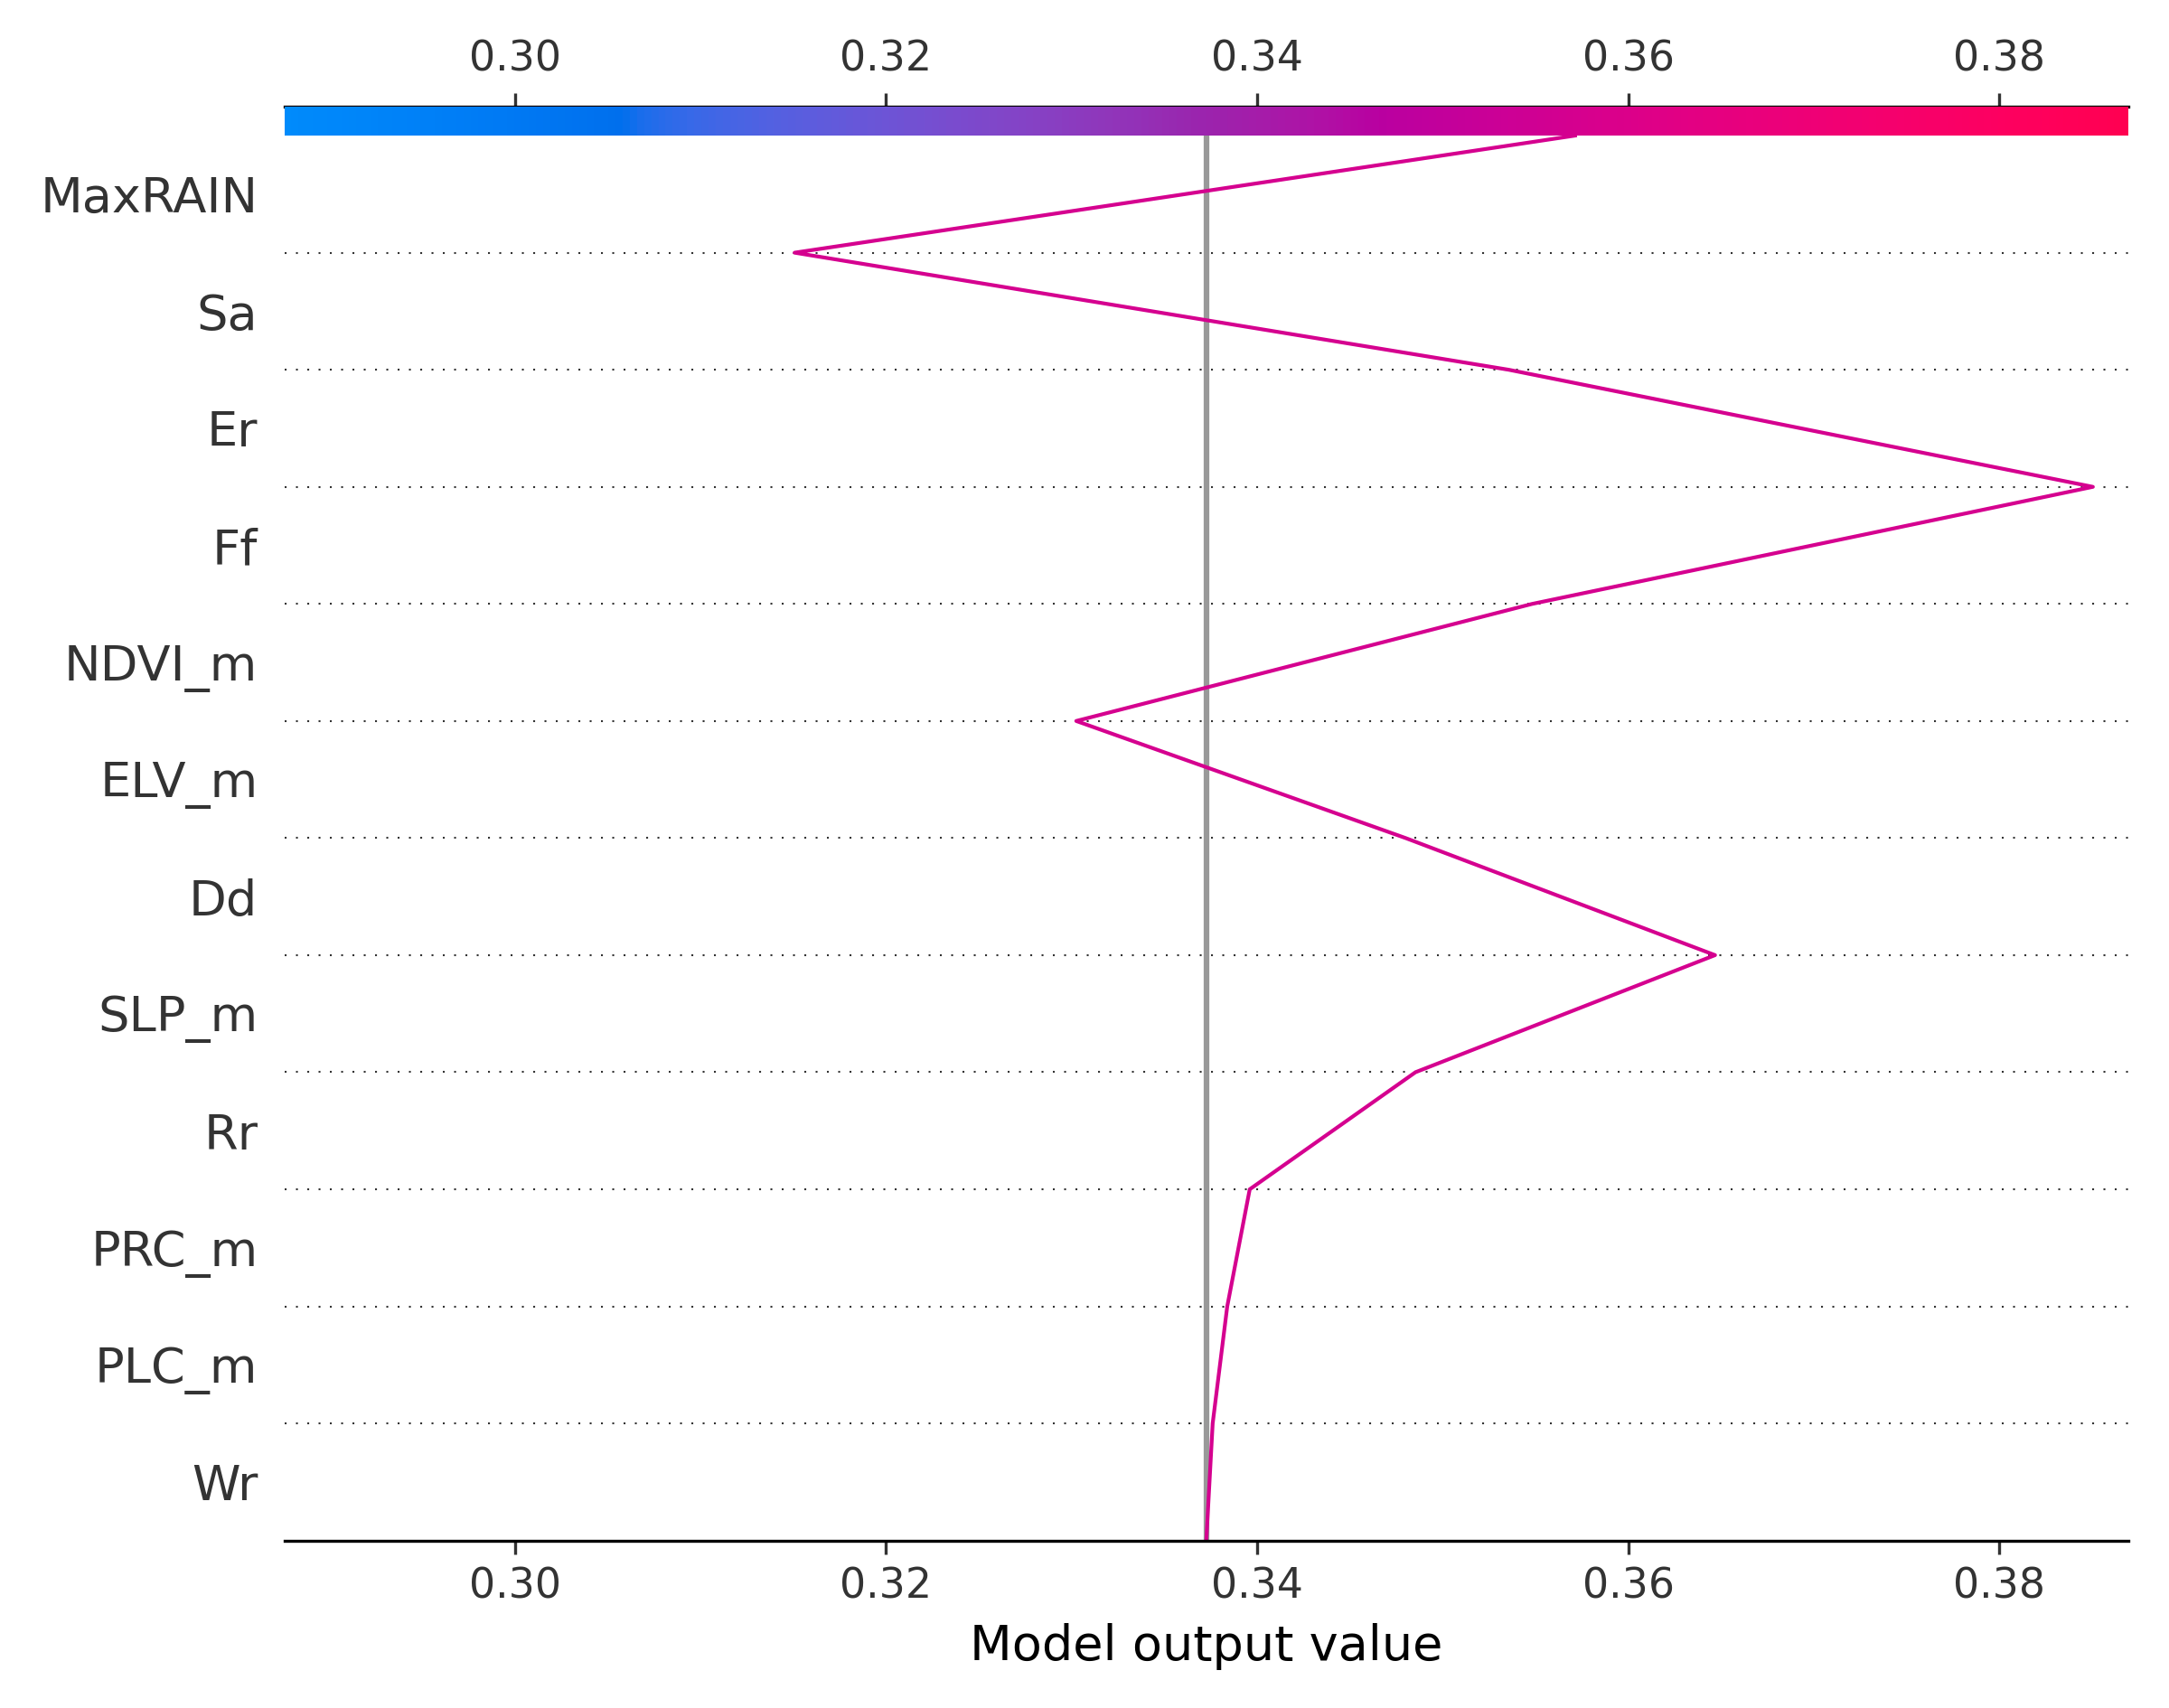 0.30 0.32 0.34 0.36 0.38
MaxRAIN
Sa
Er
Ff
NDVI_m
ELV_m
Dd
SLP_m
Rr
PRC_m
PLC_m
Wr
0.30 0.32 0.34 0.36 0.38
Model output value